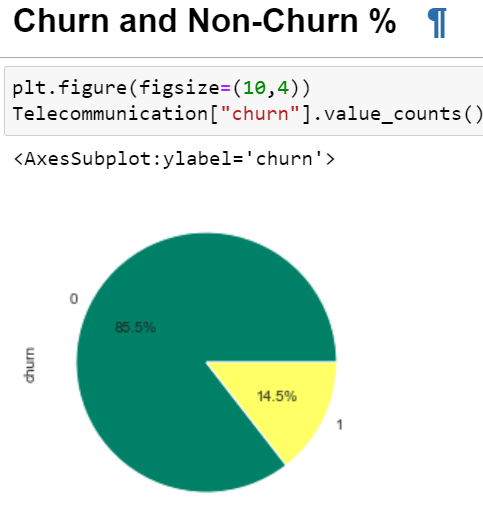 Churn and Non-Churn % ¶
plt.figure(figsize=(10,4))
Telecommunication["churn"].value_counts()
<AxesSubplot:ylabel='churn'>
0
85.5%
churn
14.5%
1